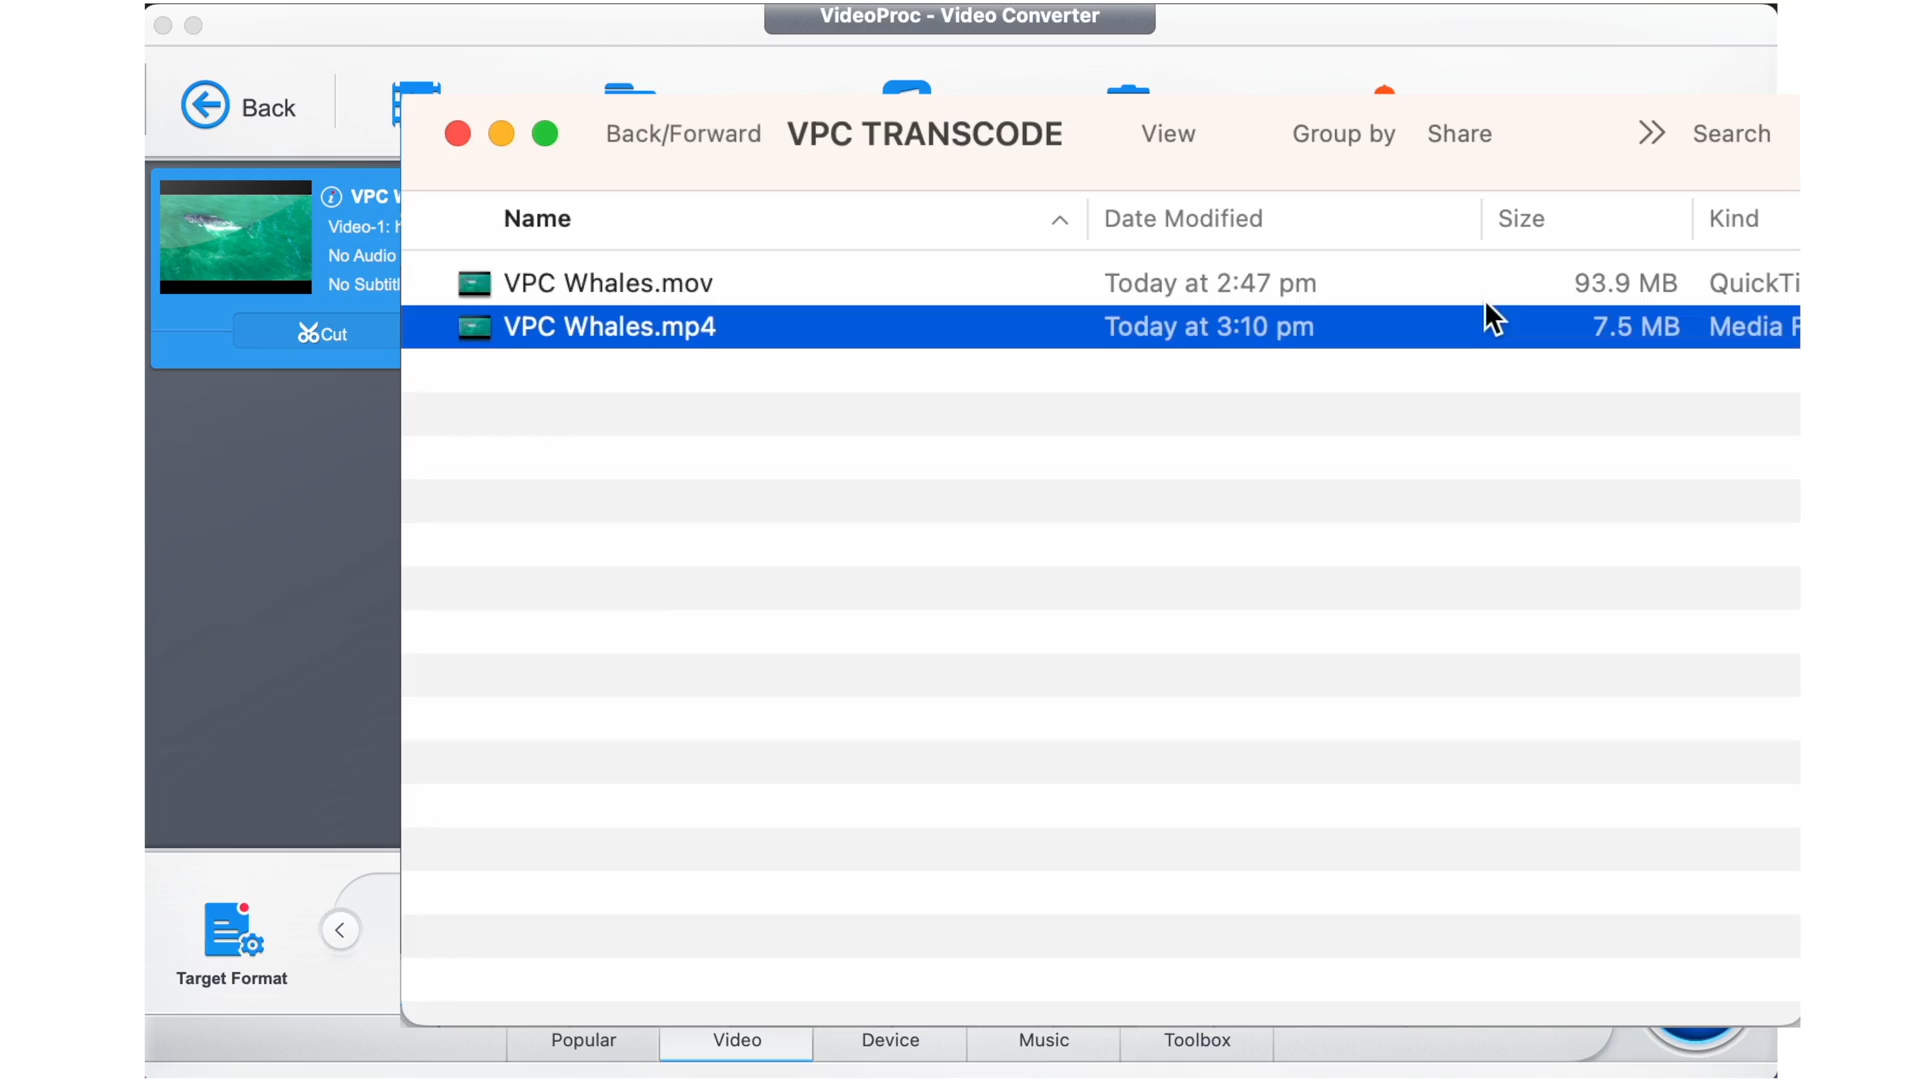 VideoProc - Video Converter
Back
Back/Forward VPC TRANSCODE View Group by Share Search
Name Date Modified Size Kind
VPC Whales.mov Today at 2:47 pm 93.9 MB QuickTi
VPC Whales.mp4 Today at 3:10 pm 7.5 MB Media F
VPC
Video-1:
No Audio
No Subtitl
Cut
Target Format
Popular Video Device Music Toolbox